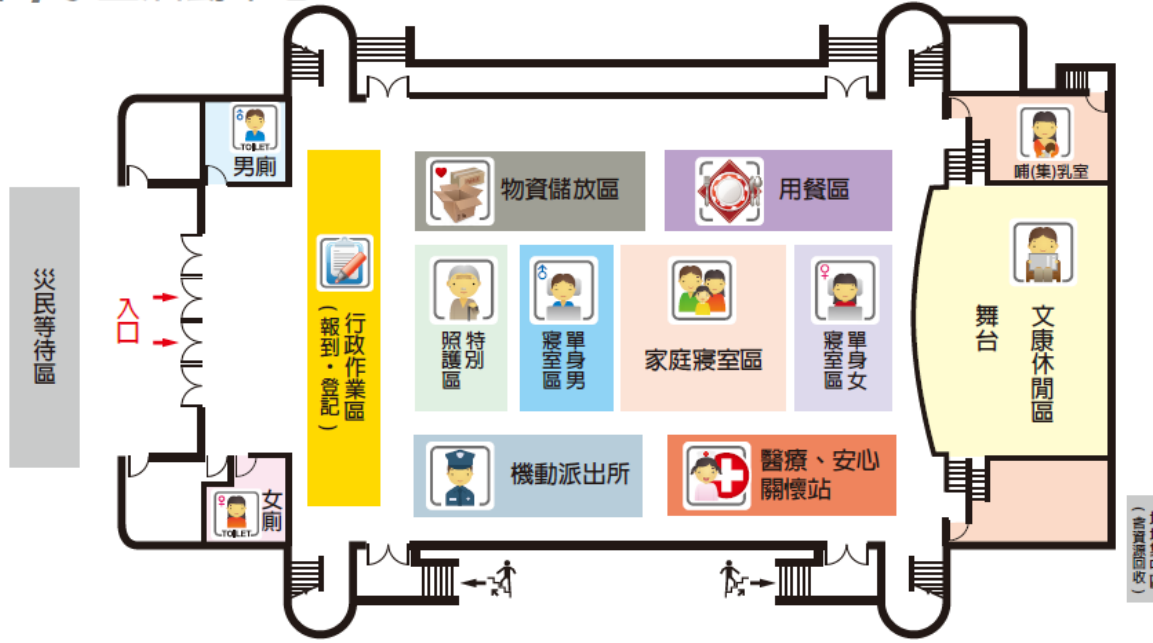 男廁
TOILET
物資儲放區
用餐區
哺(集)乳室
災民等待區
入口
行政作業區
(報到・登記)
特別
照護區
單身男
寢室區
家庭寢室區
單身女
寢室區
舞台
文康休閒區
機動派出所
醫療、安心
關懷站
女廁
TOILET
(含資源回收)